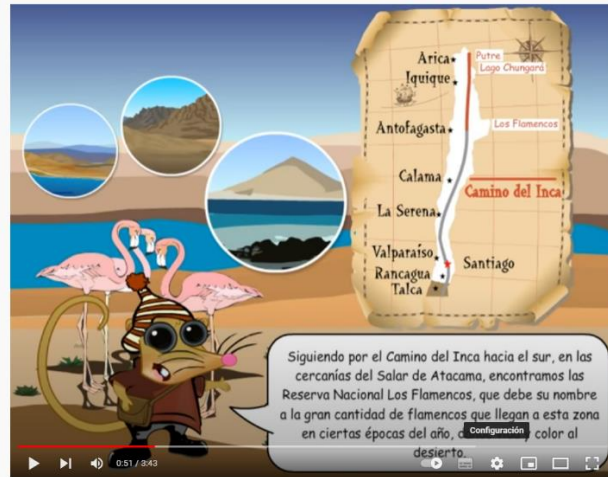 Arica
Putre
Lago Chungará
Iquique
Antofagasta
Los Flamencos
Calama
Camino del Inca
La Serena
Valparaíso
Santiago
Rancagua
Talca
Siguiendo por el Camino del Inca hacia el sur, en las
cercanías del Salar de Atacama, encontramos las
Reserva Nacional Los Flamencos, que debe su nombre
a la gran cantidad de flamencos que llegan a esta zona
en ciertas épocas del año, color al
desierto.
Configuración
0:51 / 3:43